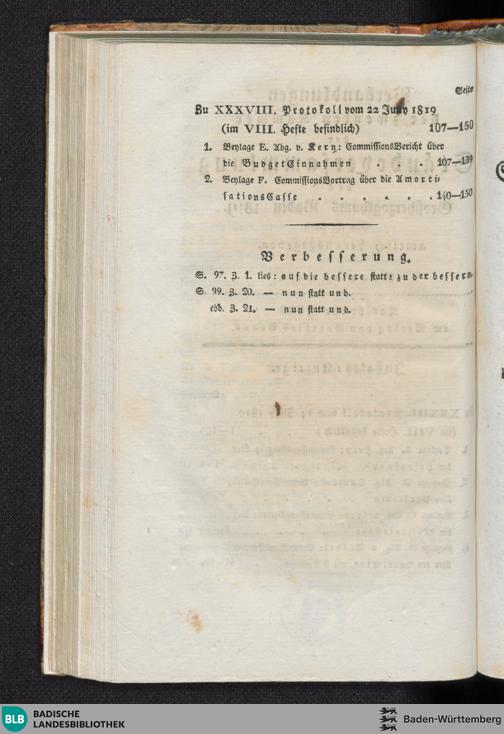 Seite
Zu XXXVIII. Protokoll vom 22 July 1819
(im VIII. Hefte befindlich) 107—150
1. Beylage E. Abg. v. Kern: CommissionsBericht über
die BudgetEinnahmen . . . 107—139
2. Beylage F. CommissionsVortrag über die Amorti-
sationsCasse . . . . . . 140—150
Verbesserung.
S. 97. Z. 1. lies: auf die bessere statt: zu der bessern.
S. 99. Z. 20. — nun statt und.
ebd. Z. 21. — nun statt und.
BLB BADISCHE
LANDESBIBLIOTHEK
Baden-Württemberg